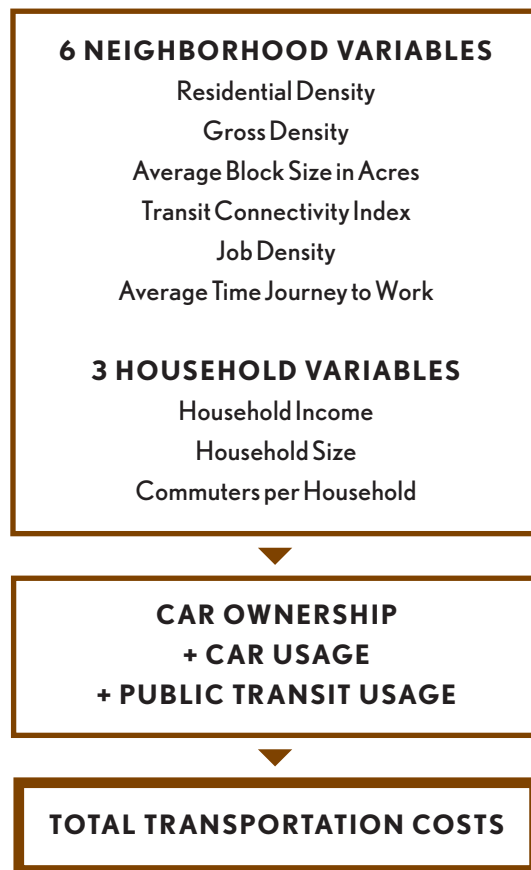 6 NEIGHBORHOOD VARIABLES
Residential Density
Gross Density
Average Block Size in Acres
Transit Connectivity Index
Job Density
Average Time Journey to Work
3 HOUSEHOLD VARIABLES
Household Income
Household Size
Commuters per Household
CAR OWNERSHIP
+ CAR USAGE
+ PUBLIC TRANSIT USAGE
TOTAL TRANSPORTATION COSTS